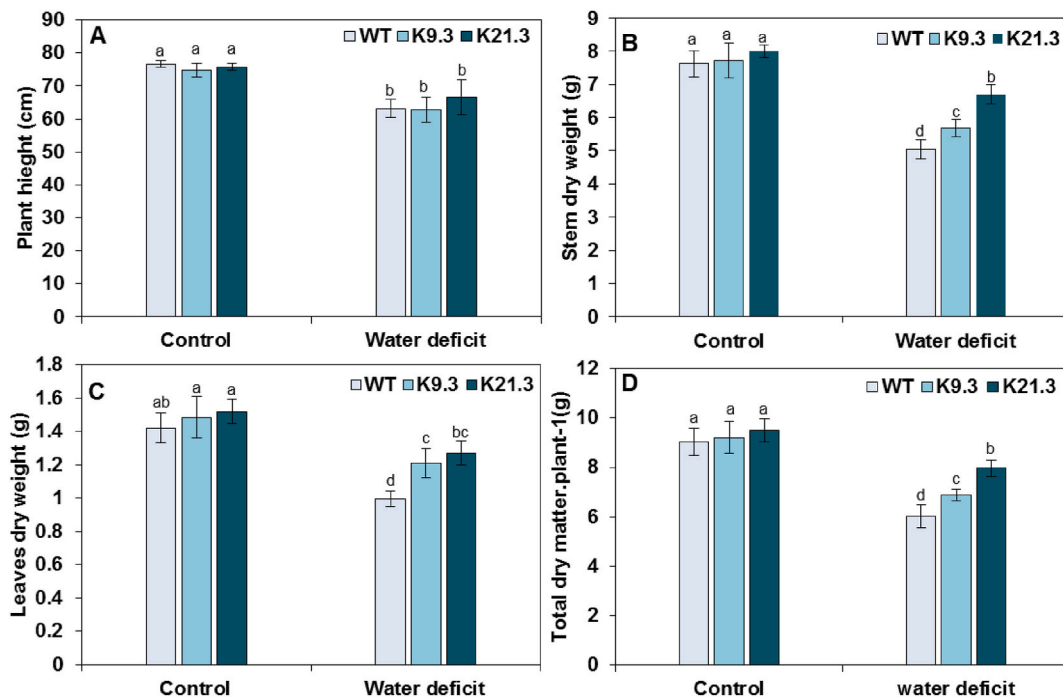 A
WT K9.3 K21.3
Plant hieght (cm)
90
80
70
60
50
40
30
20
10
0
a a a
b b b
Control Water deficit
B
WT K9.3 K21.3
Stem dry weight (g)
9
8
7
6
5
4
3
2
1
0
a a a
d c b
Control Water deficit
C
WT K9.3 K21.3
Leaves dry weight (g)
1.8
1.6
1.4
1.2
1
0.8
0.6
0.4
0.2
0
ab a a
d c bc
Control Water deficit
D
WT K9.3 K21.3
Total dry matter.plant-1(g)
12
10
8
6
4
2
0
a a a
d c b
Control water deficit